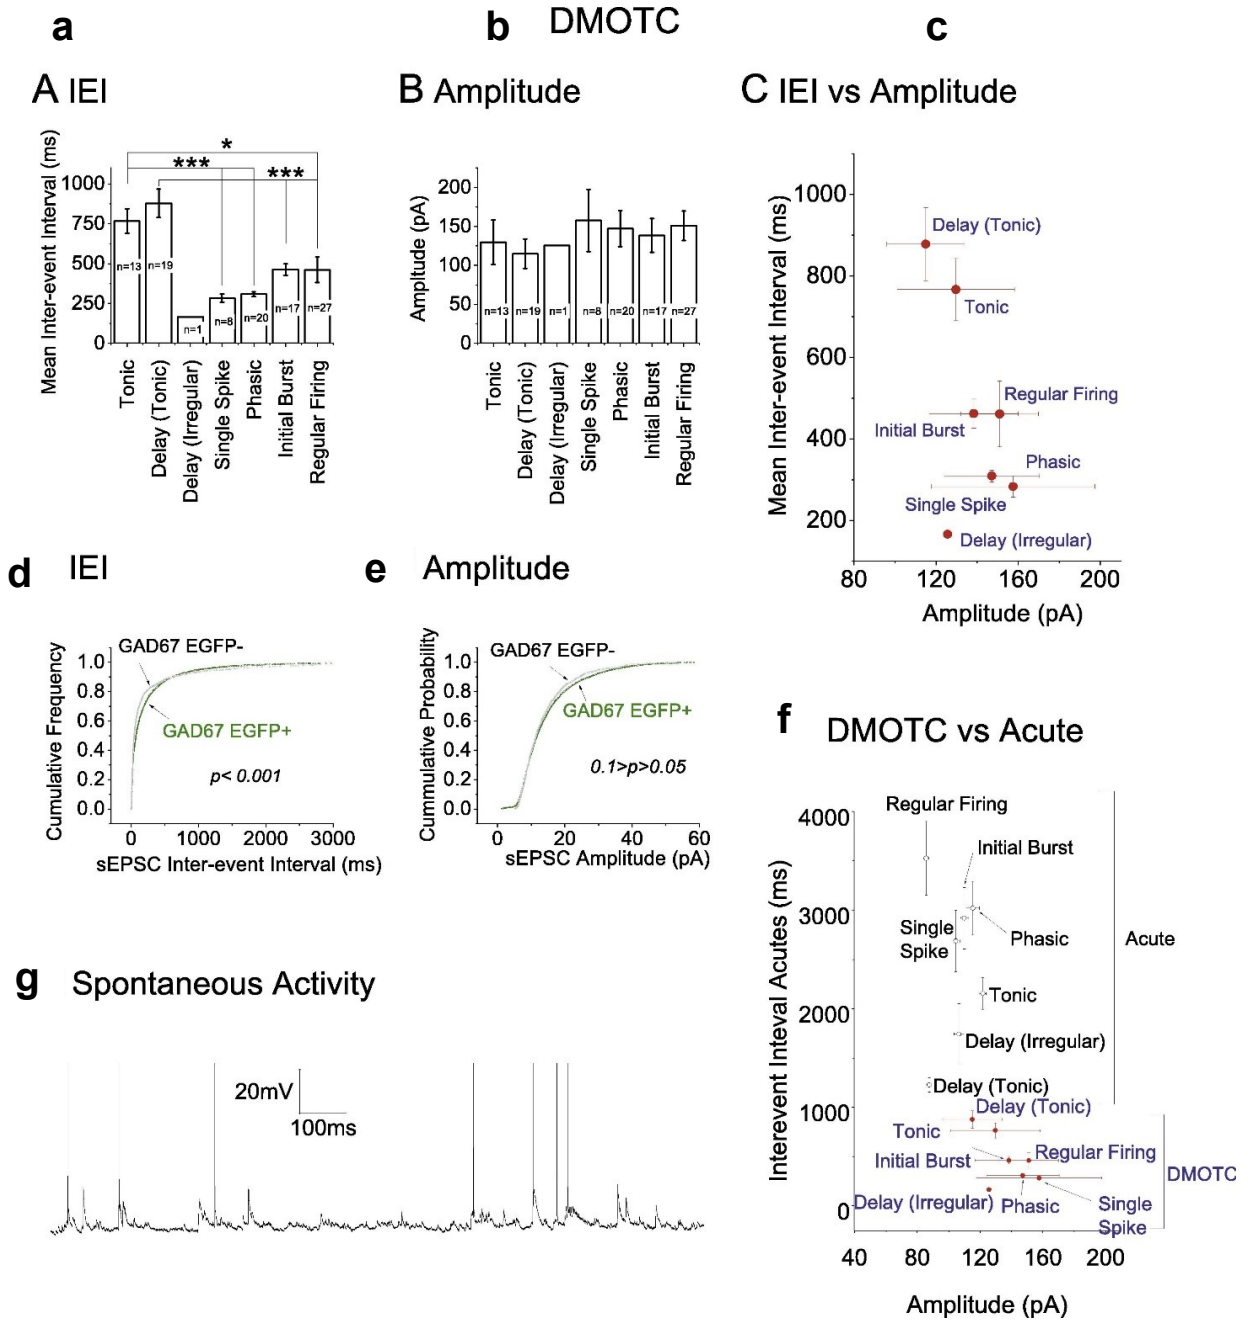 a
b
DMOTC
c
A IEI
B Amplitude
C IEI vs Amplitude
Mean Inter-event Interval (ms)
1000
750
500
250
0
*
***
***
n=13
n=19
n=1
n=8
n=20
n=17
n=27
Tonic
Delay (Tonic)
Delay (Irregular)
Single Spike
Phasic
Initial Burst
Regular Firing
Ampltude (pA)
200
150
100
50
0
n=13
n=19
n=1
n=8
n=20
n=17
n=27
Tonic
Delay (Tonic)
Delay (Irregular)
Single Spike
Phasic
Initial Burst
Regular Firing
Mean Inter-event Interval (ms)
1000
800
600
400
200
Delay (Tonic)
Tonic
Regular Firing
Initial Burst
Phasic
Single Spike
Delay (Irregular)
80
120
160
200
Amplitude (pA)
d
IEI
e
Amplitude
Cumulative Frequency
1.0
0.8
0.6
0.4
0.2
0.0
GAD67 EGFP-
GAD67 EGFP+
p< 0.001
0
1000
2000
3000
sEPSC Inter-event Interval (ms)
Cummulative Probability
1.0
0.8
0.6
0.4
0.2
0.0
GAD67 EGFP-
GAD67 EGFP+
0.1>p>0.05
0
20
40
60
sEPSC Amplitude (pA)
f
DMOTC vs Acute
Interevent Inteval Acutes (ms)
4000
3000
2000
1000
0
Regular Firing
Initial Burst
Single
Spike
Phasic
Acute
Tonic
Delay (Irregular)
Delay (Tonic)
Delay (Tonic)
Tonic
Initial Burst
Regular Firing
DMOTC
Delay (Irregular)
Phasic
Single
Spike
40
80
120
160
200
Amplitude (pA)
g
Spontaneous Activity
20mV
100ms